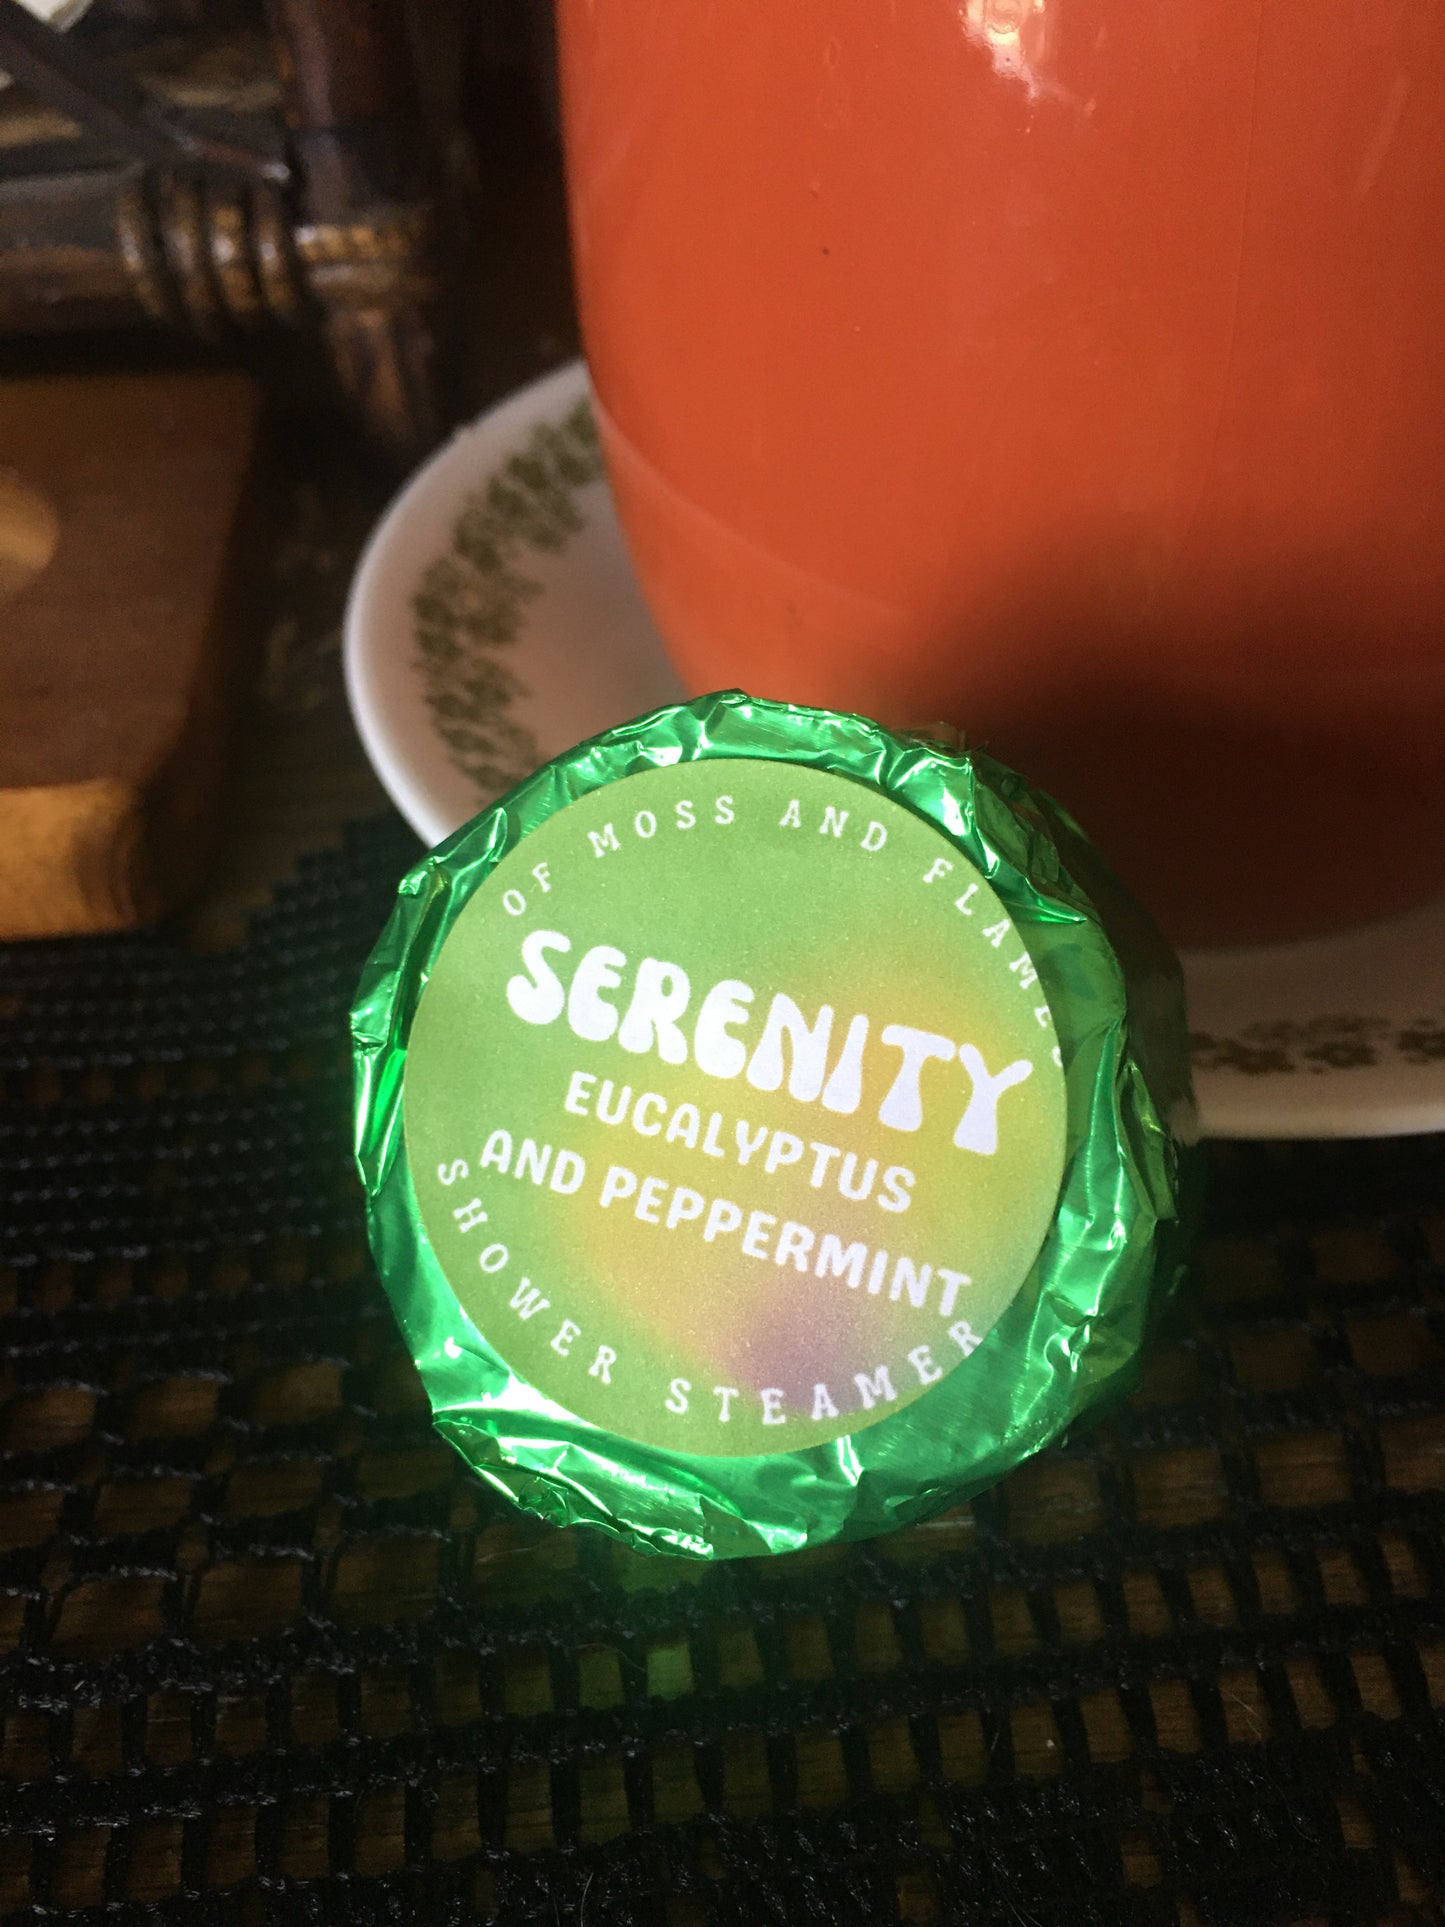 OF MOSS AND FLAMES
SERENITY
EUCALYPTUS
AND PEPPERMINT
SHOWER STEAMER